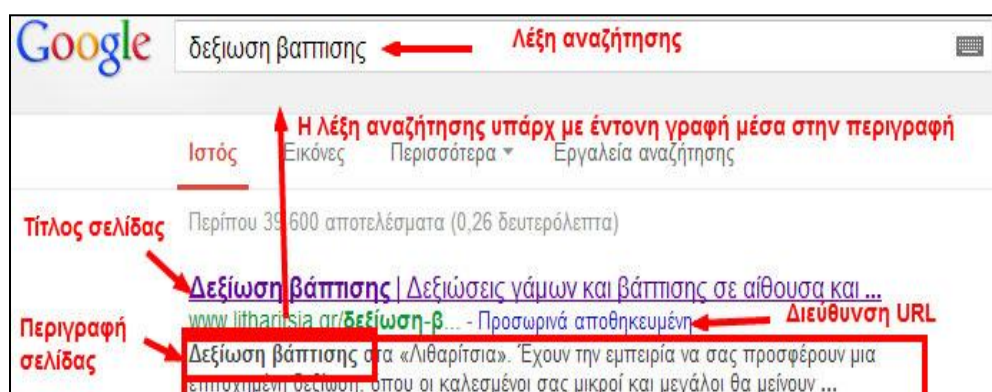 Google δεξιωση βαπτισης Λέξη αναζήτησης
Η λέξη αναζήτησης υπάρχ με έντονη γραφή μέσα στην περιγραφή
Ιστός Εικόνες Περισσότερα Εργαλεία αναζήτησης
Τίτλος σελίδας Περίπου 39.600 αποτελέσματα (0,26 δευτερόλεπτα)
Δεξίωση βάπτισης | Δεξιώσεις γάμων και βάπτισης σε αίθουσα και ...
www.litharitsia.gr/δεξίωση-β... - Προσωρινά αποθηκευμένη Διεύθυνση URL
Περιγραφή σελίδας
Δεξίωση βάπτισης στα «Λιθαρίτσια». Έχουν την εμπειρία να σας προσφέρουν μια
επιτυχημένη δεξίωση, όπου οι καλεσμένοι σας μικροί και μεγάλοι θα μείνουν ...